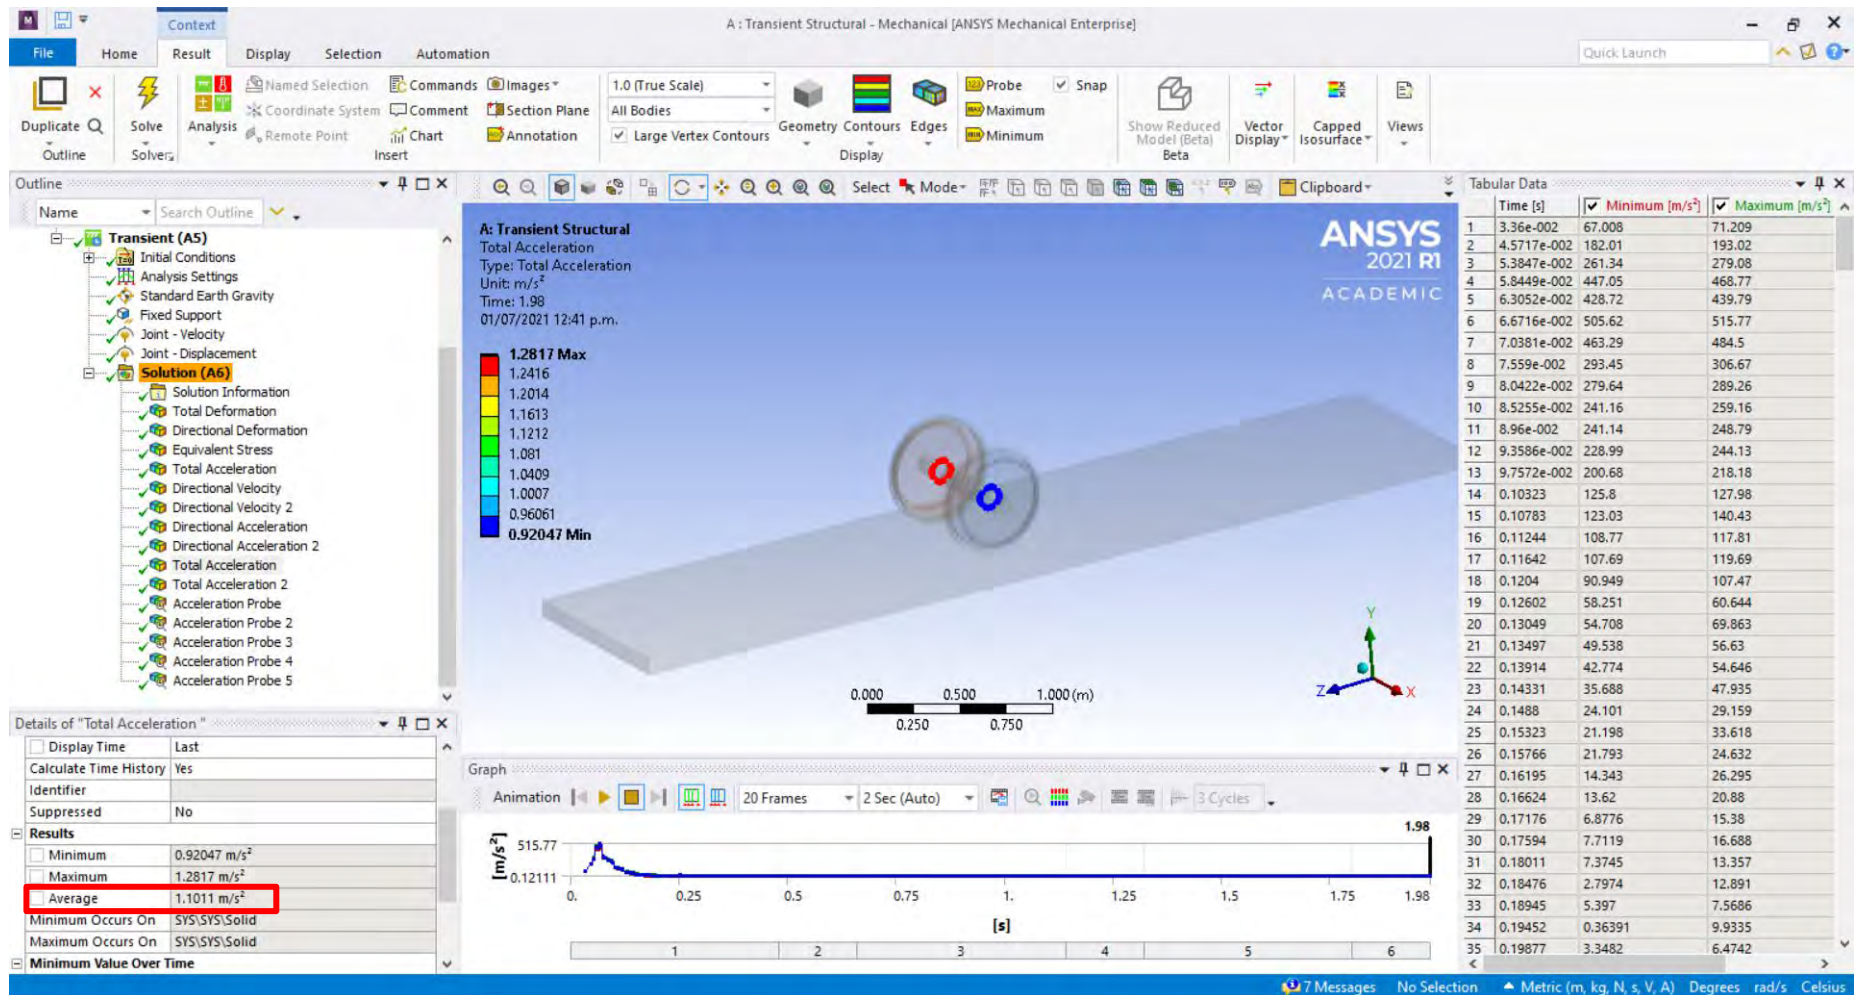 A : Transient Structural - Mechanical [ANSYS Mechanical Enterprise]
Context
File Home Result Display Selection Automation
Quick Launch
Duplicate
Outline
Solve
Solver
Analysis
Named Selection
Coordinate System
Remote Point
Commands
Comment
Chart
Insert
Images
Section Plane
Annotation
1.0 (True Scale)
All Bodies
Large Vertex Contours
Geometry Contours Edges
Display
Probe
Maximum
Minimum
Snap
Show Reduced
Model (Beta)
Beta
Vector
Display
Capped
Isosurface
Views
Outline
Name
Search Outline
Transient (A5)
Initial Conditions
Analysis Settings
Standard Earth Gravity
Fixed Support
Joint - Velocity
Joint - Displacement
Solution (A6)
Solution Information
Total Deformation
Directional Deformation
Equivalent Stress
Total Acceleration
Directional Velocity
Directional Velocity 2
Directional Acceleration
Directional Acceleration 2
Total Acceleration
Total Acceleration 2
Acceleration Probe
Acceleration Probe 2
Acceleration Probe 3
Acceleration Probe 4
Acceleration Probe 5
Details of "Total Acceleration "
Display Time Last
Calculate Time History Yes
Identifier
Suppressed No
Results
Minimum 0.92047 m/s²
Maximum 1.2817 m/s²
Average 1.1011 m/s²
Minimum Occurs On SYS\SYS\Solid
Maximum Occurs On SYS\SYS\Solid
Minimum Value Over Time
Select Mode Clipboard
A: Transient Structural
Total Acceleration
Type: Total Acceleration
Unit: m/s²
Time: 1.98
01/07/2021 12:41 p.m.
1.2817 Max
1.2416
1.2014
1.1613
1.1212
1.081
1.0409
1.0007
0.96061
0.92047 Min
ANSYS
2021 R1
ACADEMIC
Y
Z
X
0.000 0.500 1.000 (m)
0.250 0.750
Graph
Animation 20 Frames 2 Sec (Auto) 3 Cycles
1.98
515.77
0.12111
[m/s²]
0. 0.25 0.5 0.75 1. 1.25 1.5 1.75 1.98
[s]
1 2 3 4 5 6
Tabular Data
Time [s] Minimum [m/s²] Maximum [m/s²]
1 3.36e-002 67.008 71.209
2 4.5717e-002 182.01 193.02
3 5.3847e-002 261.34 279.08
4 5.8449e-002 447.05 468.77
5 6.3052e-002 428.72 439.79
6 6.6716e-002 505.62 515.77
7 7.0381e-002 463.29 484.5
8 7.559e-002 293.45 306.67
9 8.0422e-002 279.64 289.26
10 8.5255e-002 241.16 259.16
11 8.96e-002 241.14 248.79
12 9.3586e-002 228.99 244.13
13 9.7572e-002 200.68 218.18
14 0.10323 125.8 127.98
15 0.10783 123.03 140.43
16 0.11244 108.77 117.81
17 0.11642 107.69 119.69
18 0.1204 90.949 107.47
19 0.12602 58.251 60.644
20 0.13049 54.708 69.863
21 0.13497 49.538 56.63
22 0.13914 42.774 54.646
23 0.14331 35.688 47.935
24 0.1488 24.101 29.159
25 0.15323 21.198 33.618
26 0.15766 21.793 24.632
27 0.16195 14.343 26.295
28 0.16624 13.62 20.88
29 0.17176 6.8776 15.38
30 0.17594 7.7119 16.688
31 0.18011 7.3745 13.357
32 0.18476 2.7974 12.891
33 0.18945 5.397 7.5686
34 0.19452 0.36391 9.9335
35 0.19877 3.3482 6.4742
7 Messages No Selection Metric (m, kg, N, s, V, A) Degrees rad/s Celsius